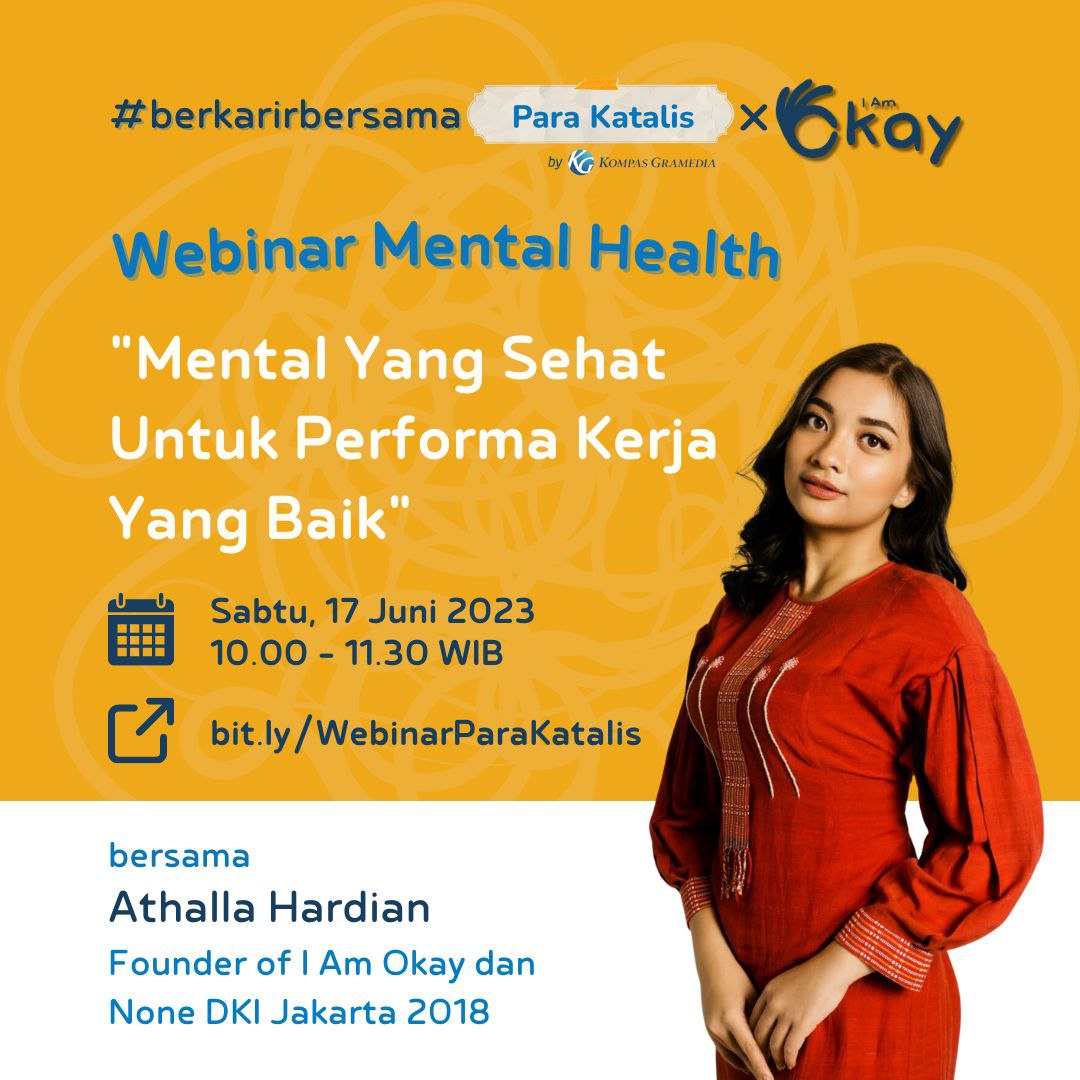 #berkarirbersama Para Katalis x I Am Okay
by KG KOMPAS GRAMEDIA
Webinar Mental Health
"Mental Yang Sehat
Untuk Performa Kerja
Yang Baik"
Sabtu, 17 Juni 2023
10.00 - 11.30 WIB
bit.ly/WebinarParaKatalis
bersama
Athalla Hardian
Founder of I Am Okay dan
None DKI Jakarta 2018